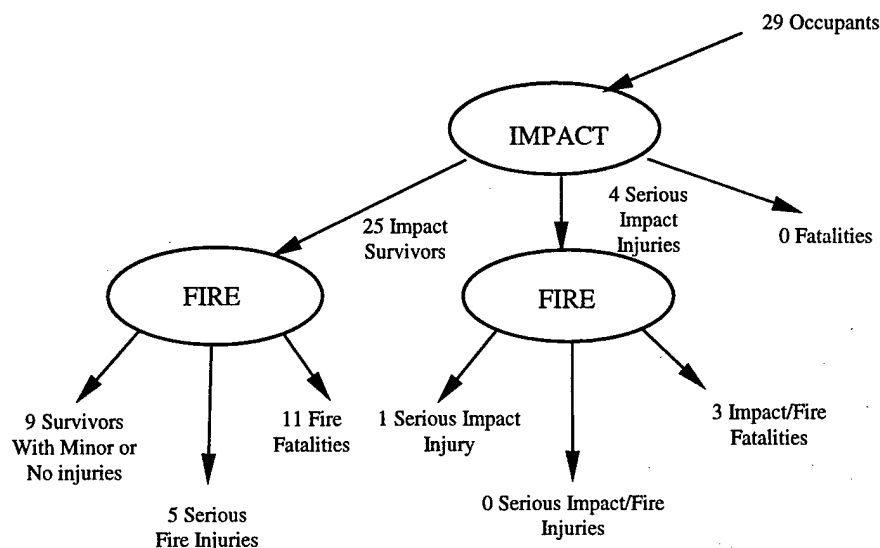 29 Occupants
IMPACT
25 Impact
Survivors
4 Serious
Impact
Injuries
0 Fatalities
FIRE
FIRE
9 Survivors
With Minor or
No injuries
11 Fire
Fatalities
5 Serious
Fire Injuries
1 Serious Impact
Injury
3 Impact/Fire
Fatalities
0 Serious Impact/Fire
Injuries